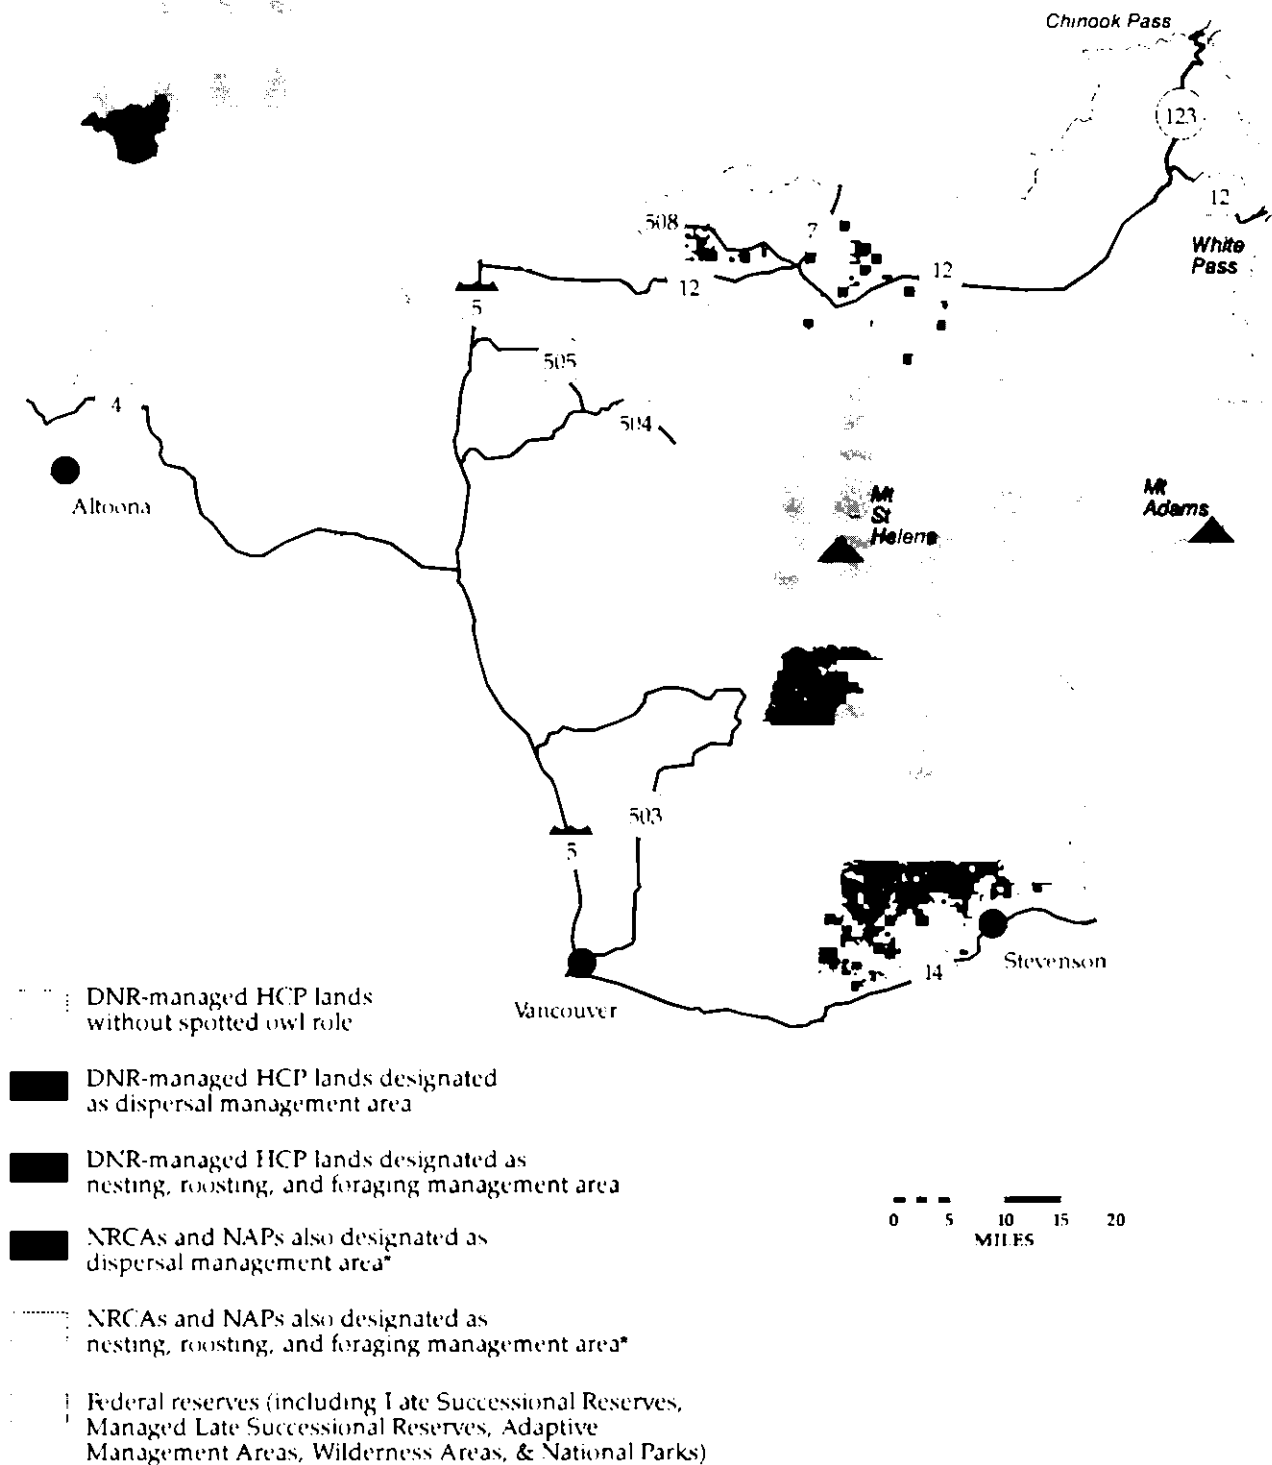 Chinook Pass
123
12
White
Pass
508
7
12
12
5
505
504
4
Altoona
Mt
St
Helens
Mt
Adams
503
5
14
Stevenson
Vancouver
DNR-managed HCP lands
without spotted owl role
DNR-managed HCP lands designated
as dispersal management area
DNR-managed HCP lands designated as
nesting, roosting, and foraging management area
NRCAs and NAPs also designated as
dispersal management area*
NRCAs and NAPs also designated as
nesting, roosting, and foraging management area*
Federal reserves (including Late Successional Reserves,
Managed Late Successional Reserves, Adaptive
Management Areas, Wilderness Areas, & National Parks)
0 5 10 15 20
MILES